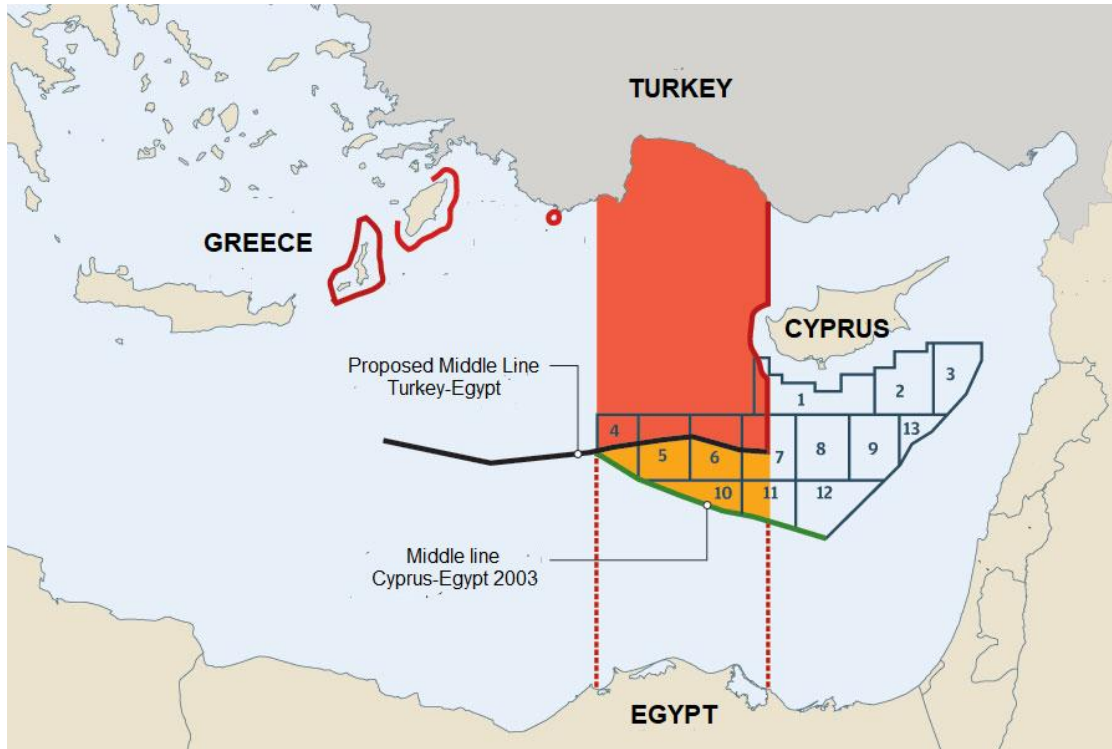 TURKEY
GREECE
CYPRUS
Proposed Middle Line
Turkey-Egypt
1
2
3
4
5
6
7
8
9
13
10
11
12
Middle line
Cyprus-Egypt 2003
EGYPT